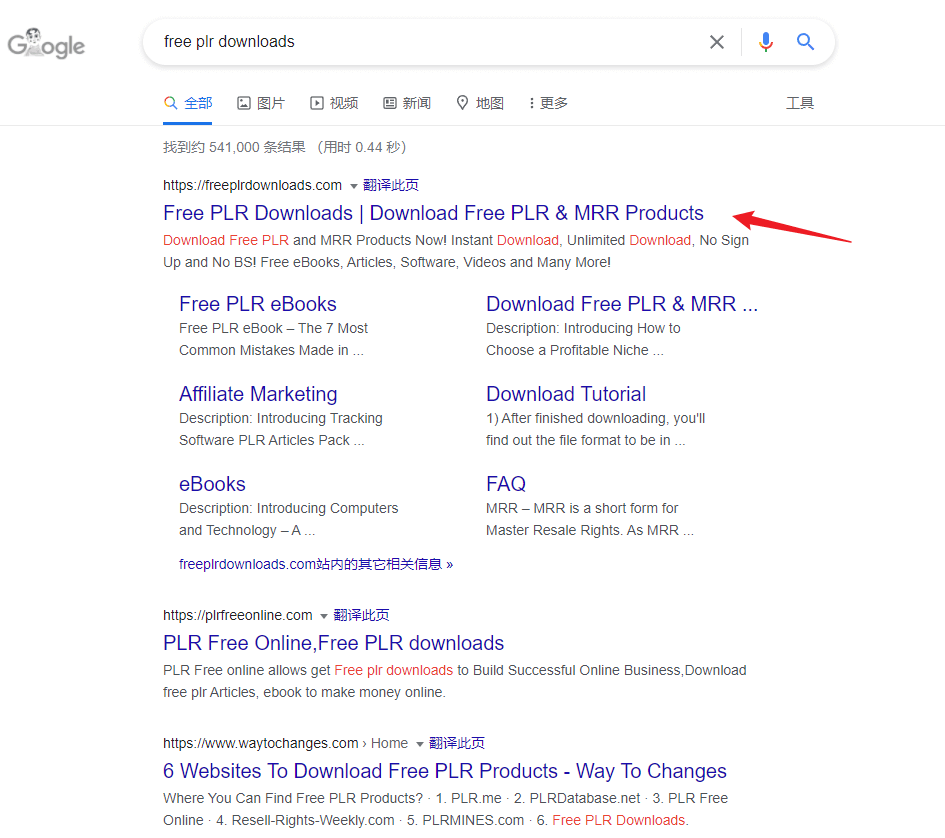 Google
free plr downloads
全部 图片 视频 新闻 地图 更多 工具
找到约 541,000 条结果 （用时 0.44 秒）
https://freeplrdownloads.com 翻译此页
Free PLR Downloads | Download Free PLR & MRR Products
Download Free PLR and MRR Products Now! Instant Download, Unlimited Download, No Sign
Up and No BS! Free eBooks, Articles, Software, Videos and Many More!
Free PLR eBooks
Free PLR eBook – The 7 Most
Common Mistakes Made in ...
Download Free PLR & MRR ...
Description: Introducing How to
Choose a Profitable Niche ...
Affiliate Marketing
Description: Introducing Tracking
Software PLR Articles Pack ...
Download Tutorial
1) After finished downloading, you'll
find out the file format to be in ...
eBooks
Description: Introducing Computers
and Technology – A ...
FAQ
MRR – MRR is a short form for
Master Resale Rights. As MRR ...
freeplrdownloads.com站内的其它相关信息 »
https://plrfreeonline.com 翻译此页
PLR Free Online,Free PLR downloads
PLR Free online allows get Free plr downloads to Build Successful Online Business,Download
free plr Articles, ebook to make money online.
https://www.waytochanges.com › Home 翻译此页
6 Websites To Download Free PLR Products - Way To Changes
Where You Can Find Free PLR Products? · 1. PLR.me · 2. PLRDatabase.net · 3. PLR Free
Online · 4. Resell-Rights-Weekly.com · 5. PLRMINES.com · 6. Free PLR Downloads.